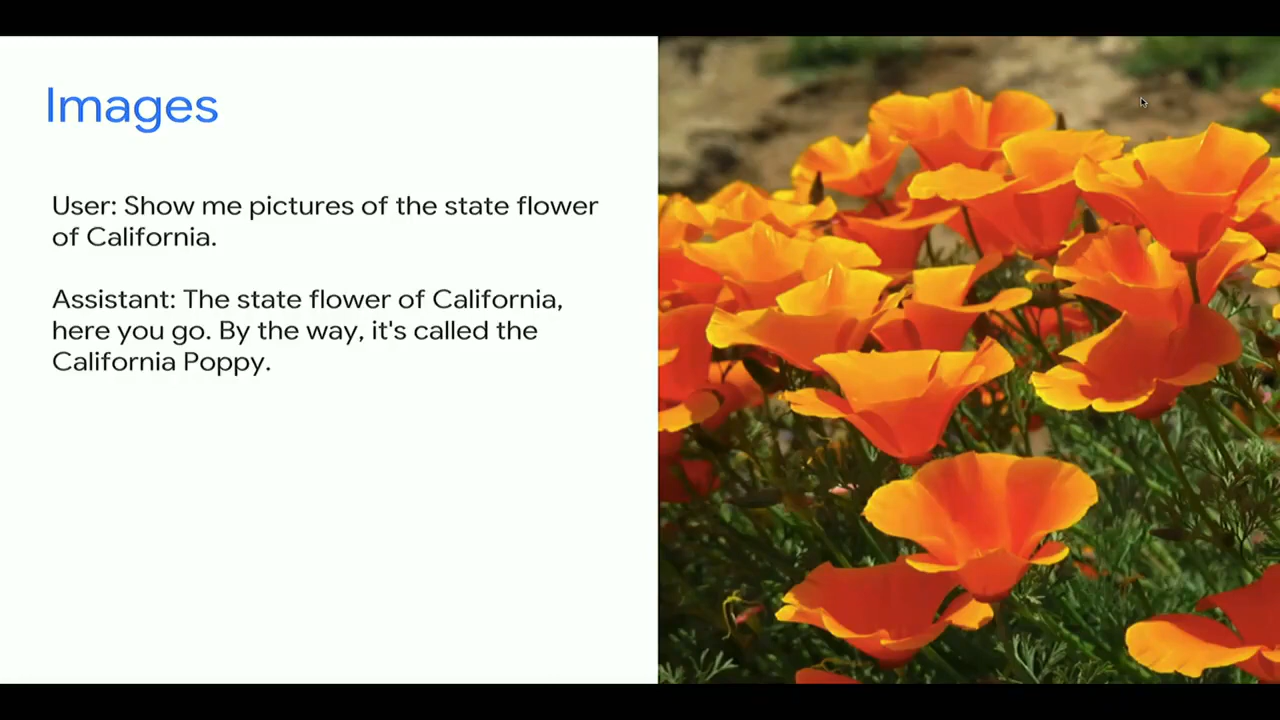 Images
User: Show me pictures of the state flower
of California.
Assistant: The state flower of California,
here you go. By the way, it's called the
California Poppy.